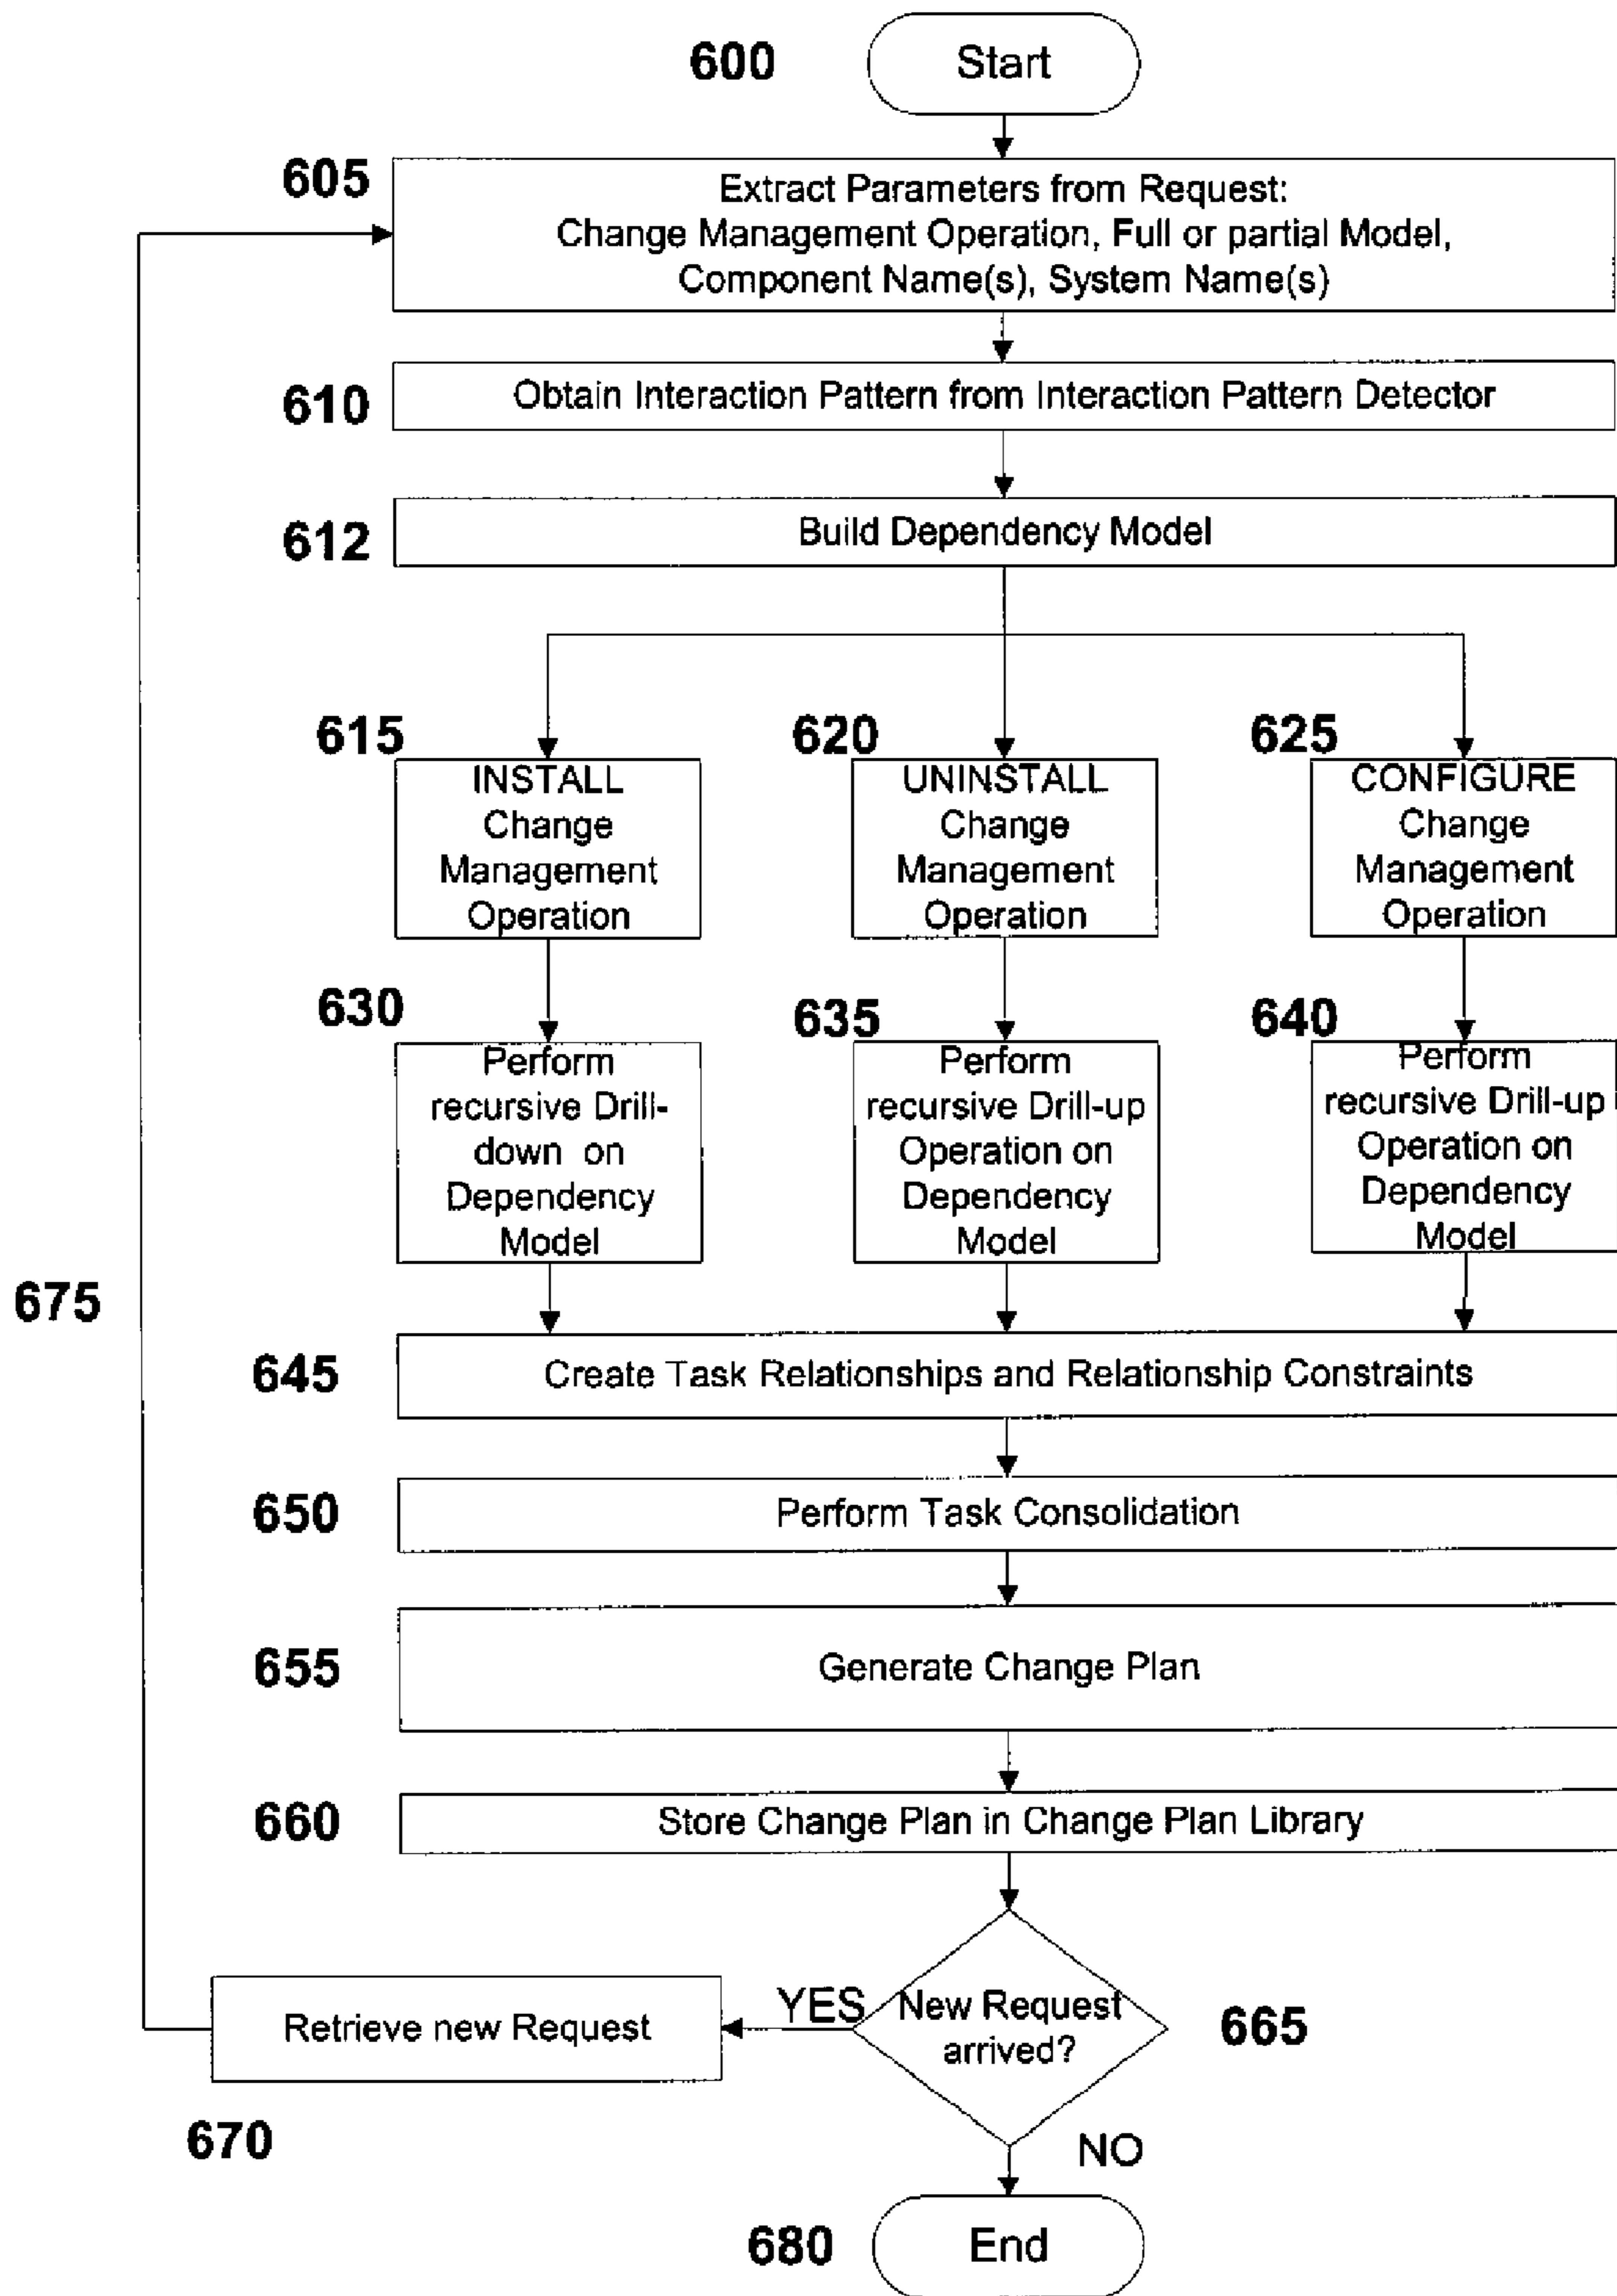 600
Start
605
Extract Parameters from Request:
Change Management Operation, Full or partial Model,
Component Name(s), System Name(s)
610
Obtain Interaction Pattern from Interaction Pattern Detector
612
Build Dependency Model
615
INSTALL
Change
Management
Operation
620
UNINSTALL
Change
Management
Operation
625
CONFIGURE
Change
Management
Operation
630
Perform
recursive Drill-
down on
Dependency
Model
635
Perform
recursive Drill-up
Operation on
Dependency
Model
640
Perform
recursive Drill-up
Operation on
Dependency
Model
675
645
Create Task Relationships and Relationship Constraints
650
Perform Task Consolidation
655
Generate Change Plan
660
Store Change Plan in Change Plan Library
Retrieve new Request
670
YES
New Request
arrived?
665
NO
680
End